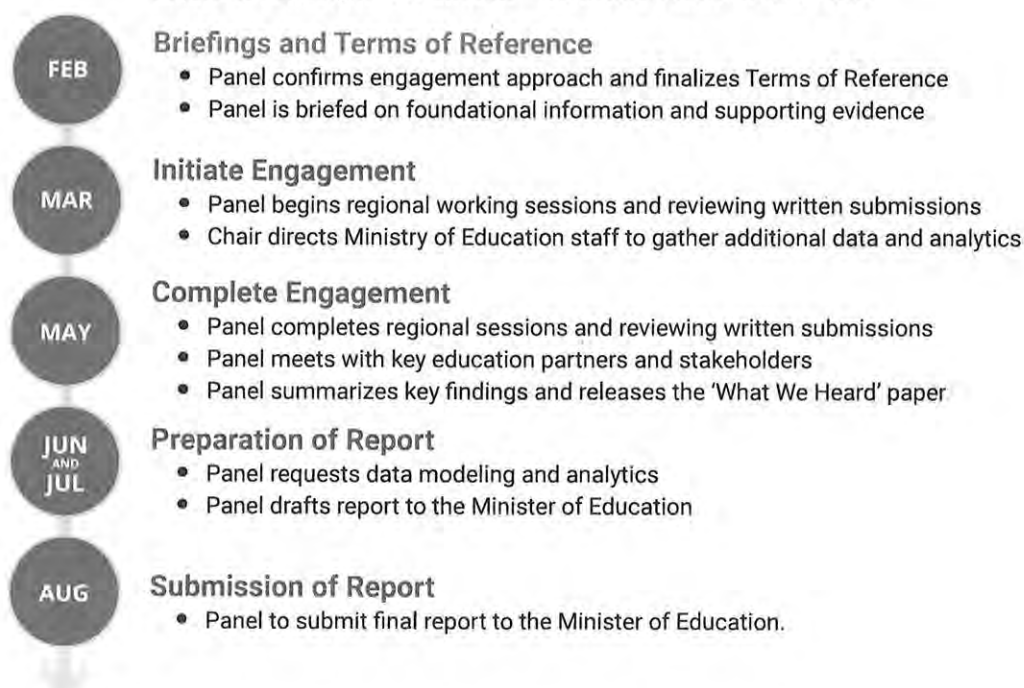 FEB
Briefings and Terms of Reference
• Panel confirms engagement approach and finalizes Terms of Reference
• Panel is briefed on foundational information and supporting evidence
MAR
Initiate Engagement
• Panel begins regional working sessions and reviewing written submissions
• Chair directs Ministry of Education staff to gather additional data and analytics
MAY
Complete Engagement
• Panel completes regional sessions and reviewing written submissions
• Panel meets with key education partners and stakeholders
• Panel summarizes key findings and releases the ‘What We Heard’ paper
JUN
AND
JUL
Preparation of Report
• Panel requests data modeling and analytics
• Panel drafts report to the Minister of Education
AUG
Submission of Report
• Panel to submit final report to the Minister of Education.